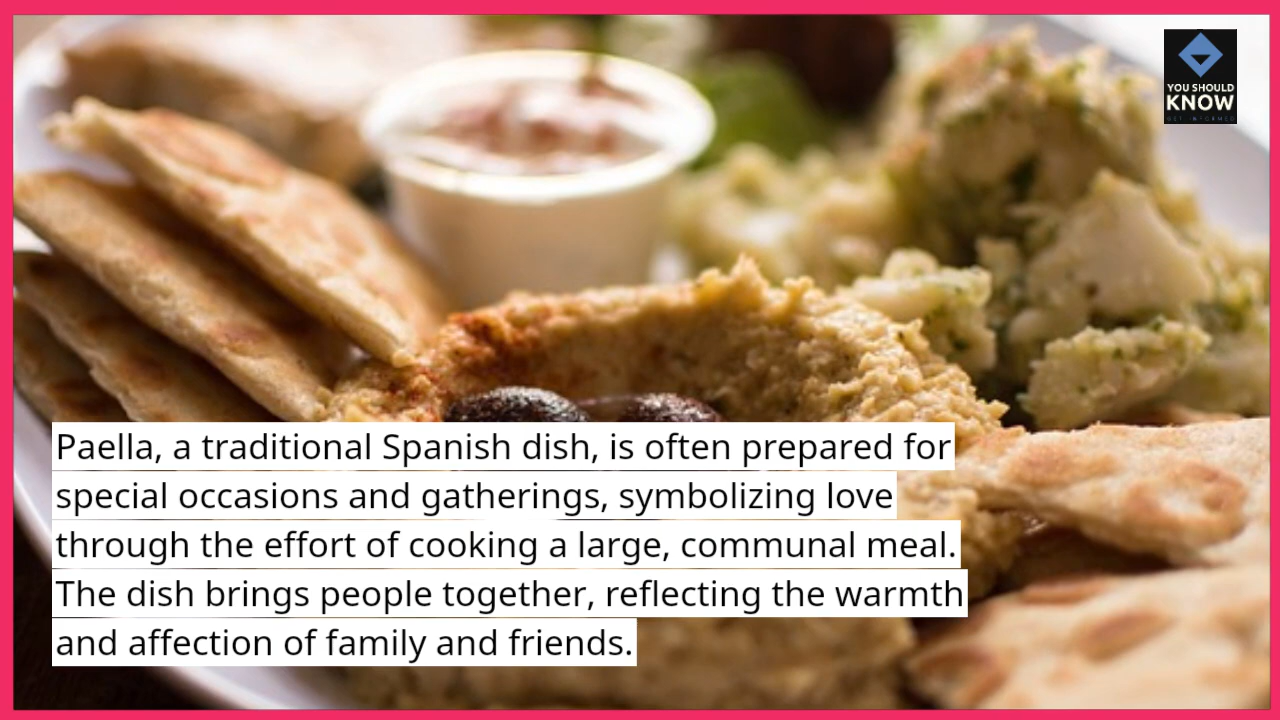 YOU SHOULD
KNOW
GET INFORMED
Paella, a traditional Spanish dish, is often prepared for
special occasions and gatherings, symbolizing love
through the effort of cooking a large, communal meal.
The dish brings people together, reflecting the warmth
and affection of family and friends.